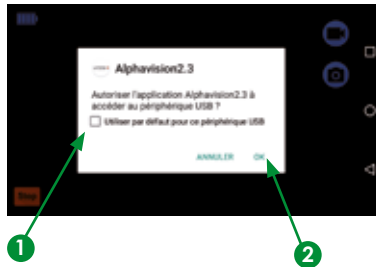 Alphavision2.3
Autoriser l'application Alphavision2.3 à
accéder au périphérique USB ?
Utiliser par défaut pour ce périphérique USB
ANNULER OK
Stop
1 2